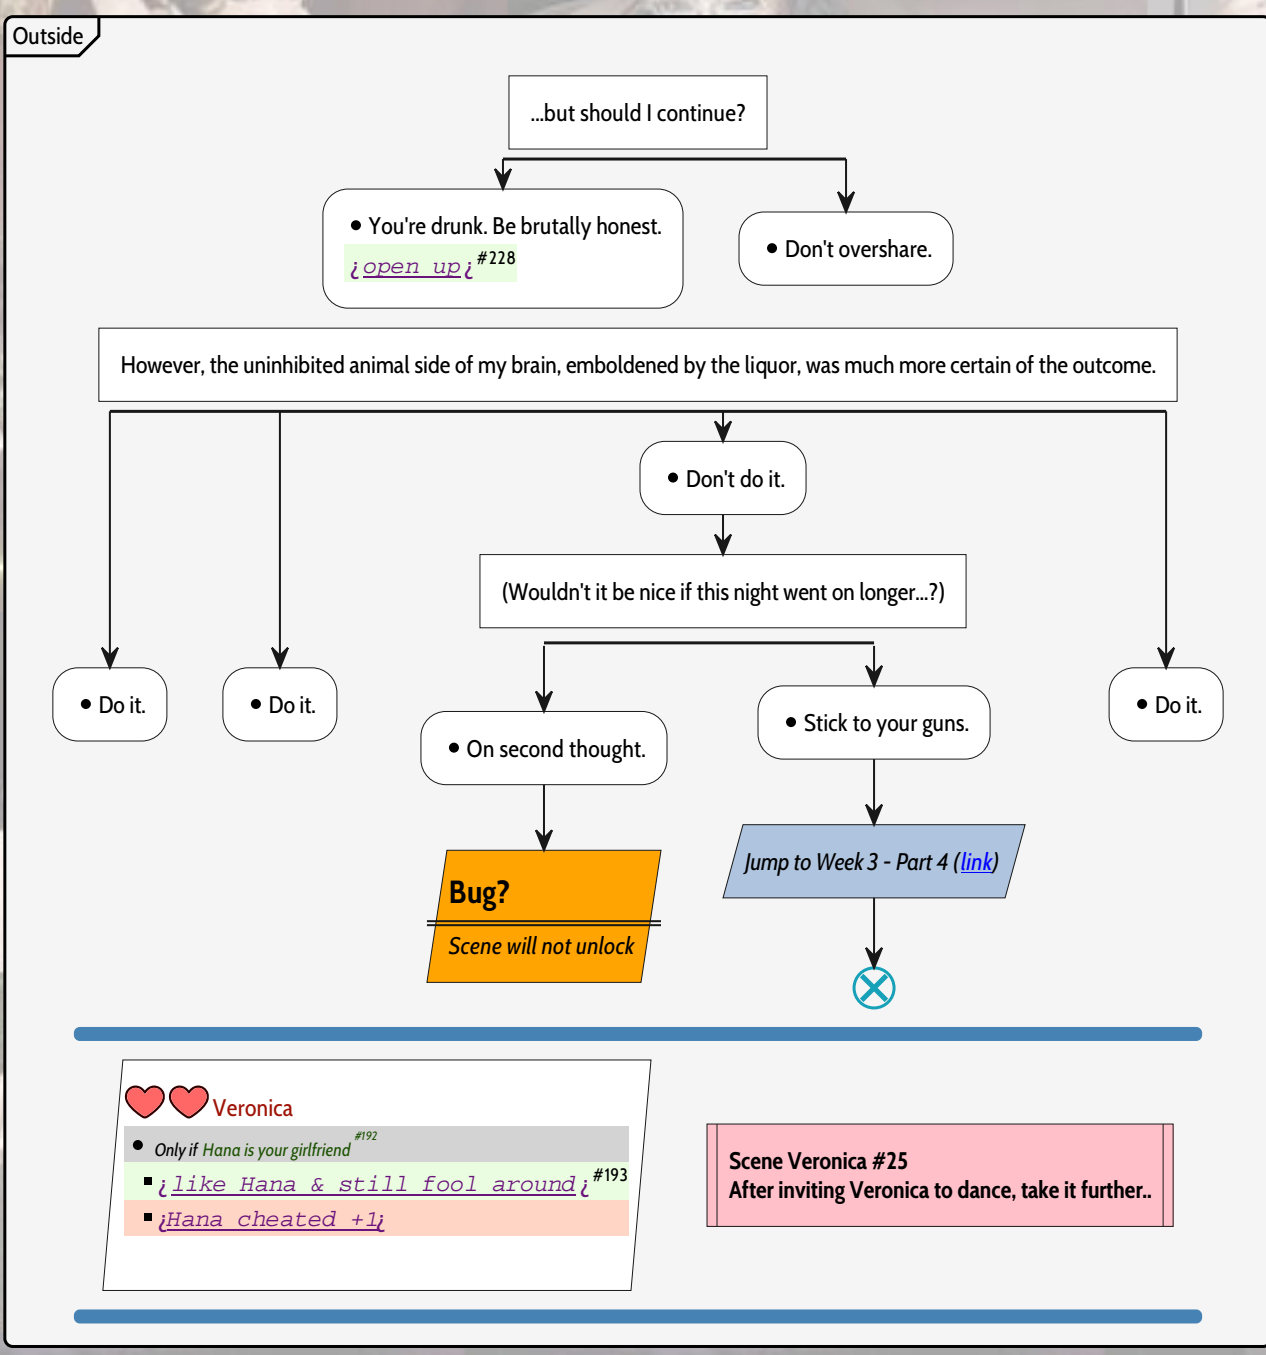 Outside
...but should I continue?
• You're drunk. Be brutally honest.
¿open up¿#228
• Don't overshare.
However, the uninhibited animal side of my brain, emboldened by the liquor, was much more certain of the outcome.
• Don't do it.
(Wouldn't it be nice if this night went on longer...?)
• Do it.
• Do it.
• On second thought.
• Stick to your guns.
• Do it.
Bug?
Scene will not unlock
Jump to Week 3 - Part 4 (link)
Veronica
• Only if Hana is your girlfriend #192
▪ ¿like Hana & still fool around¿#193
▪ ¿Hana cheated +1¿
Scene Veronica #25
After inviting Veronica to dance, take it further..